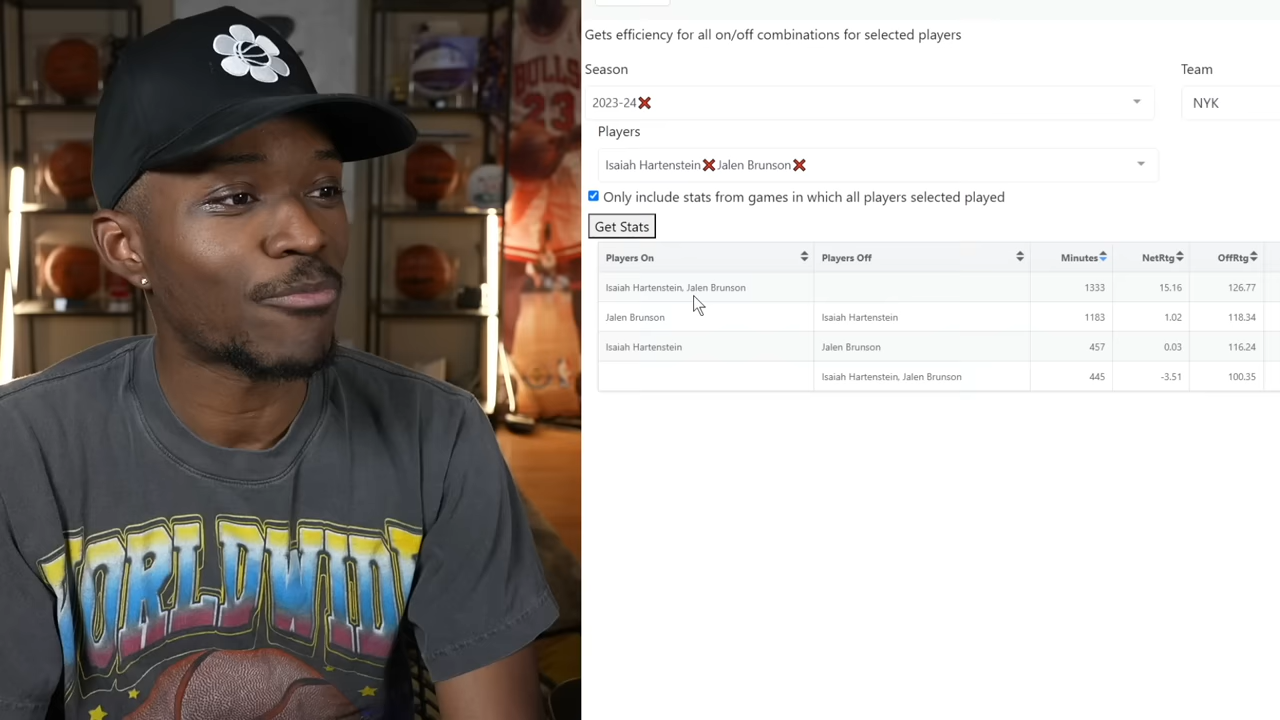 BULLS
23
WORLDWIDE
Gets efficiency for all on/off combinations for selected players
Season
Team
2023-24
NYK
Players
Isaiah Hartenstein Jalen Brunson
Only include stats from games in which all players selected played
Get Stats
Players On Players Off Minutes NetRtg OffRtg
Isaiah Hartenstein, Jalen Brunson 1333 15.16 126.77
Jalen Brunson Isaiah Hartenstein 1183 1.02 118.34
Isaiah Hartenstein Jalen Brunson 457 0.03 116.24
Isaiah Hartenstein, Jalen Brunson 445 -3.51 100.35